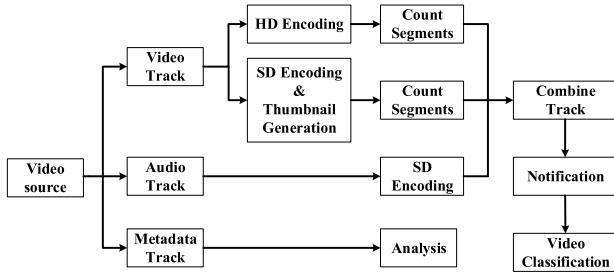 HD Encoding
Count
Segments
Video
Track
SD Encoding
&
Thumbnail
Generation
Count
Segments
Combine
Track
Video
source
Audio
Track
SD
Encoding
Notification
Metadata
Track
Analysis
Video
Classification